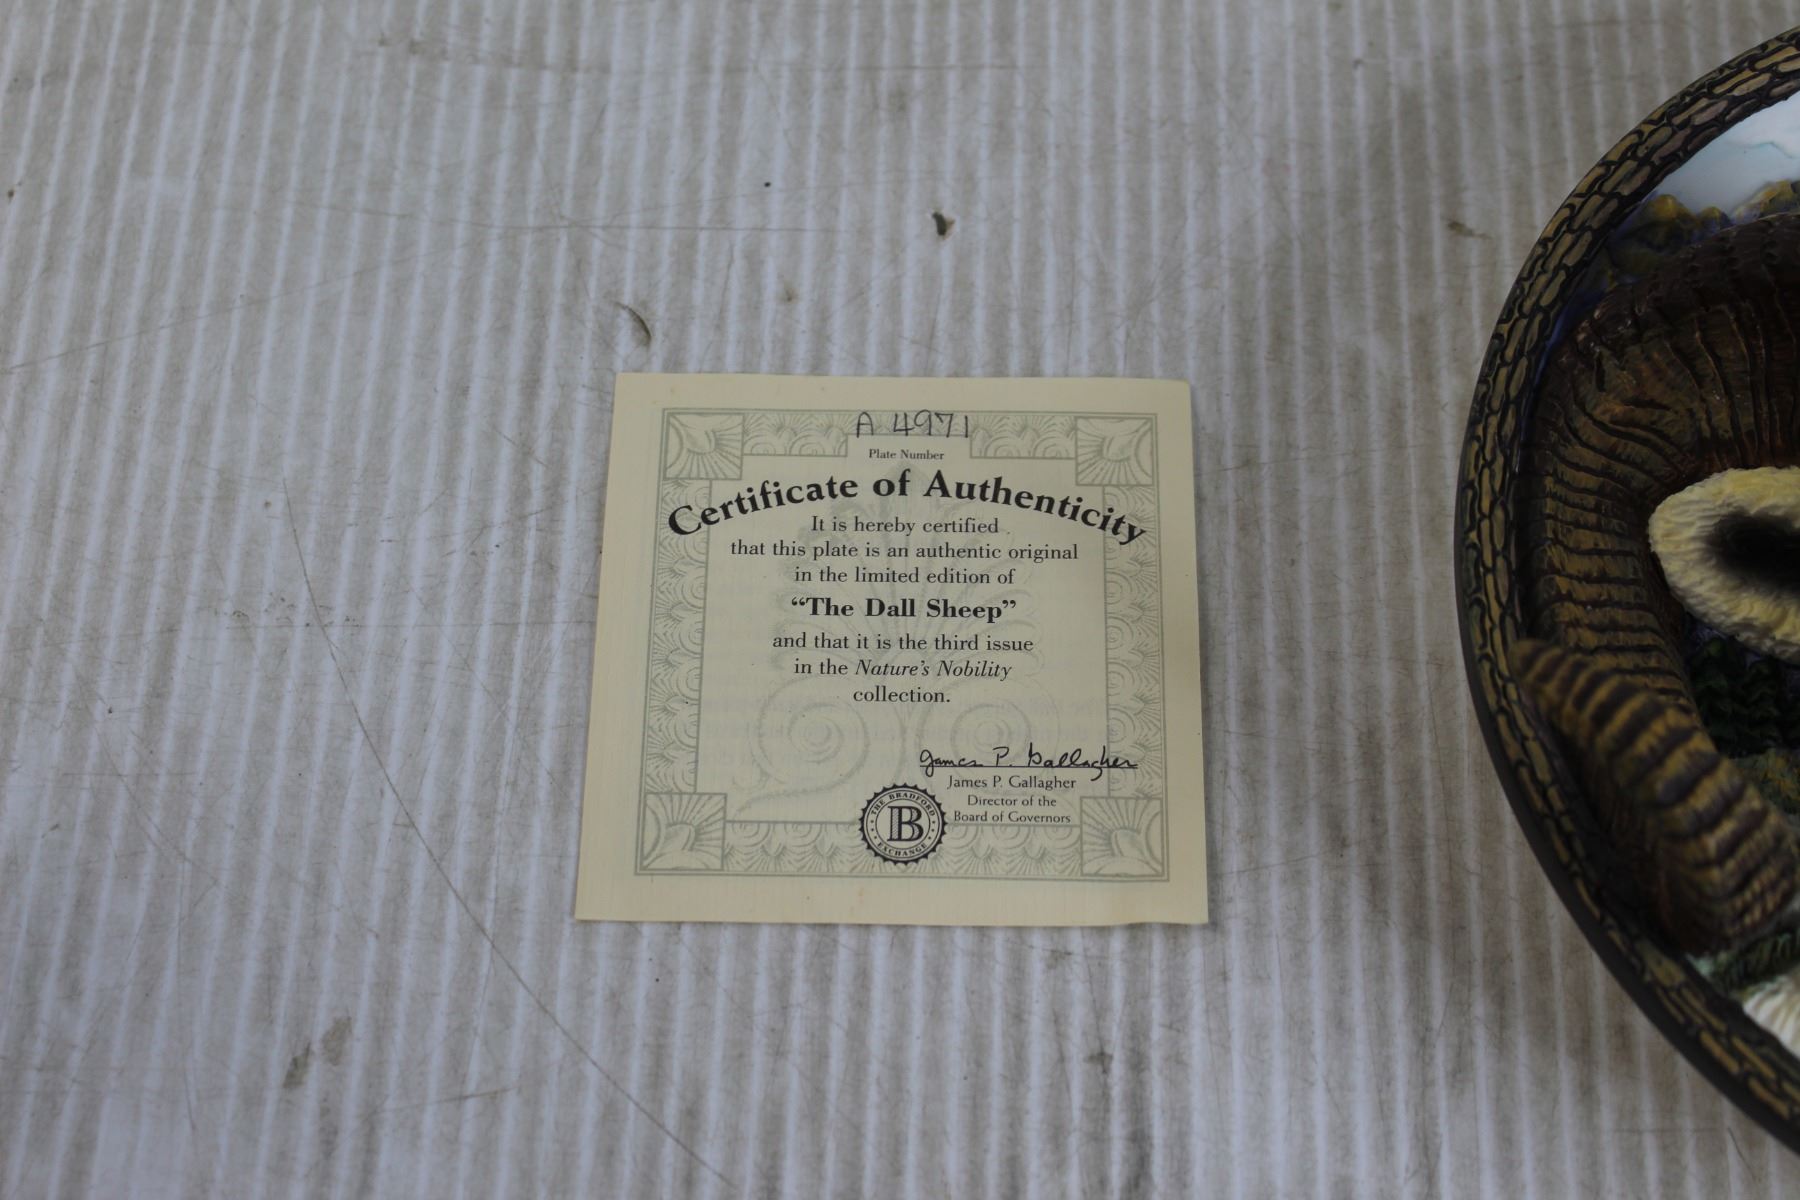 A 4971
Plate Number
Certificate of Authenticity
It is hereby certified
that this plate is an authentic original
in the limited edition of
“The Dall Sheep”
and that it is the third issue
in the Nature's Nobility
collection.
James P. Gallagher
James P. Gallagher
Director of the
Board of Governors
THE BRADFORD
B
EXCHANGE